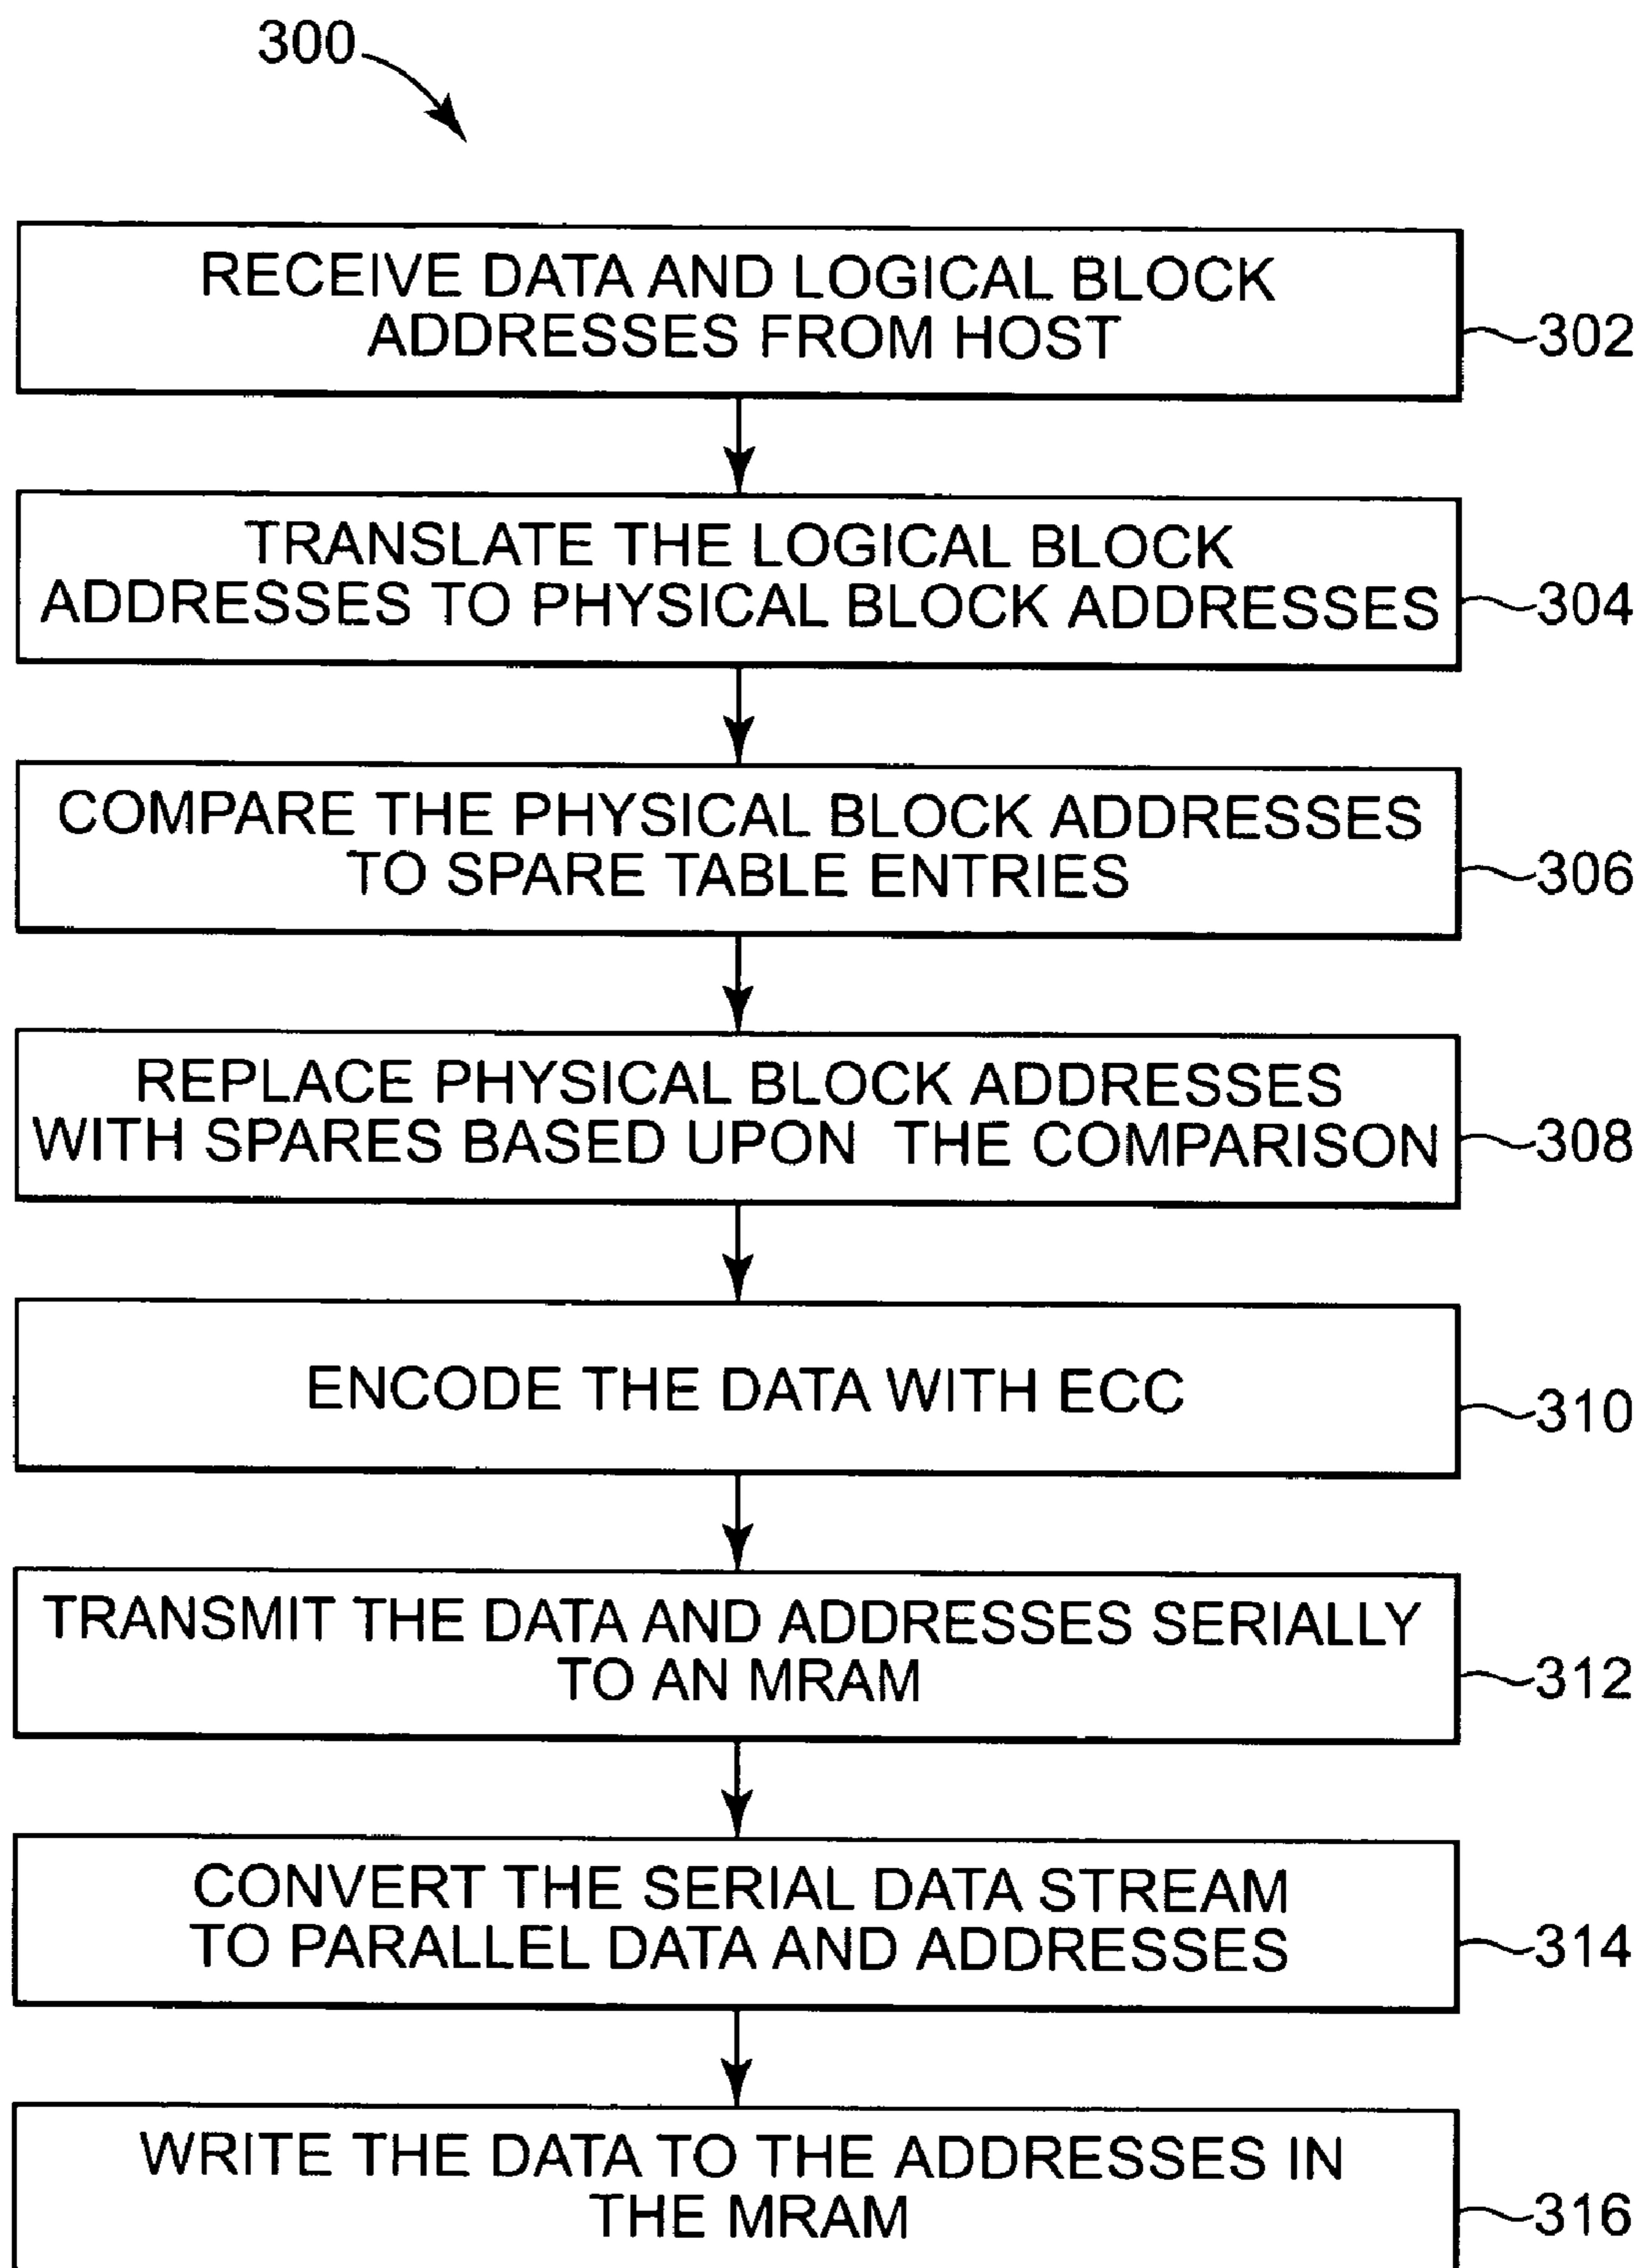 300
RECEIVE DATA AND LOGICAL BLOCK
ADDRESSES FROM HOST
302
TRANSLATE THE LOGICAL BLOCK
ADDRESSES TO PHYSICAL BLOCK ADDRESSES
304
COMPARE THE PHYSICAL BLOCK ADDRESSES
TO SPARE TABLE ENTRIES
306
REPLACE PHYSICAL BLOCK ADDRESSES
WITH SPARES BASED UPON THE COMPARISON
308
ENCODE THE DATA WITH ECC
310
TRANSMIT THE DATA AND ADDRESSES SERIALLY
TO AN MRAM
312
CONVERT THE SERIAL DATA STREAM
TO PARALLEL DATA AND ADDRESSES
314
WRITE THE DATA TO THE ADDRESSES IN
THE MRAM
316